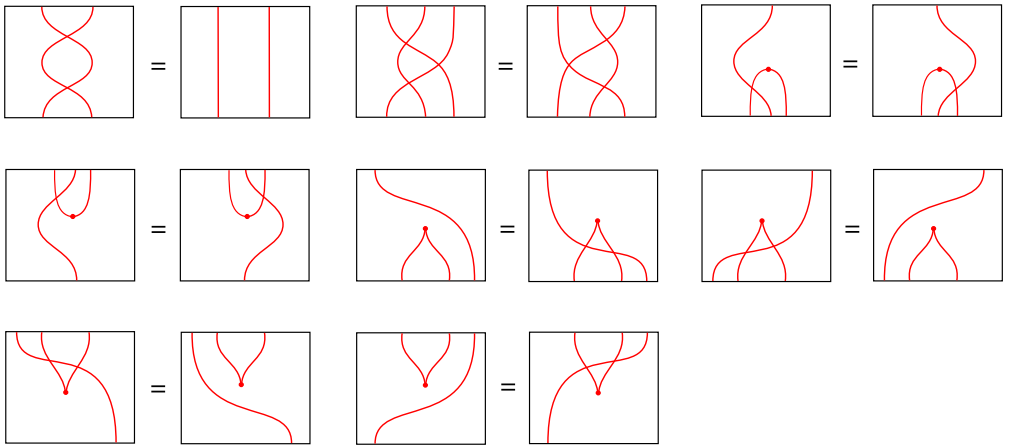 = = =
= = =
= =